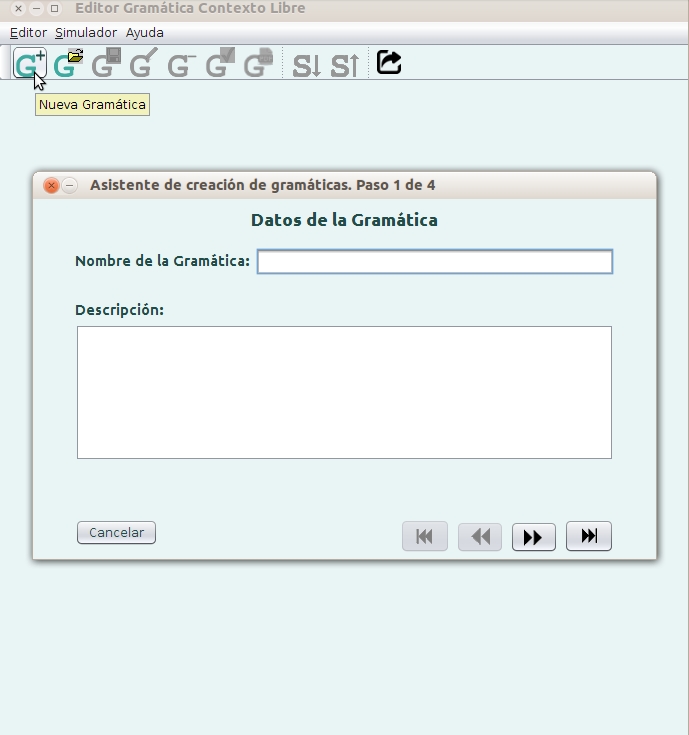 Editor Gramática Contexto Libre
Editor Simulador Ayuda
G+ G G G G− G G S↓ S↑
Nueva Gramática
Asistente de creación de gramáticas. Paso 1 de 4
Datos de la Gramática
Nombre de la Gramática:
Descripción:
Cancelar